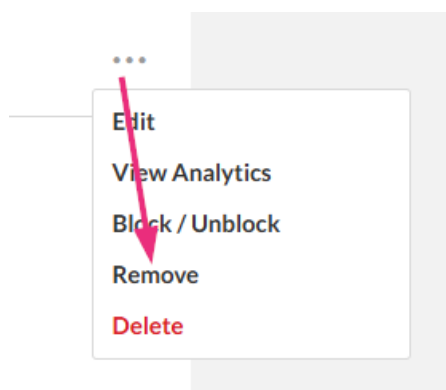 Edit
View Analytics
Block / Unblock
Remove
Delete